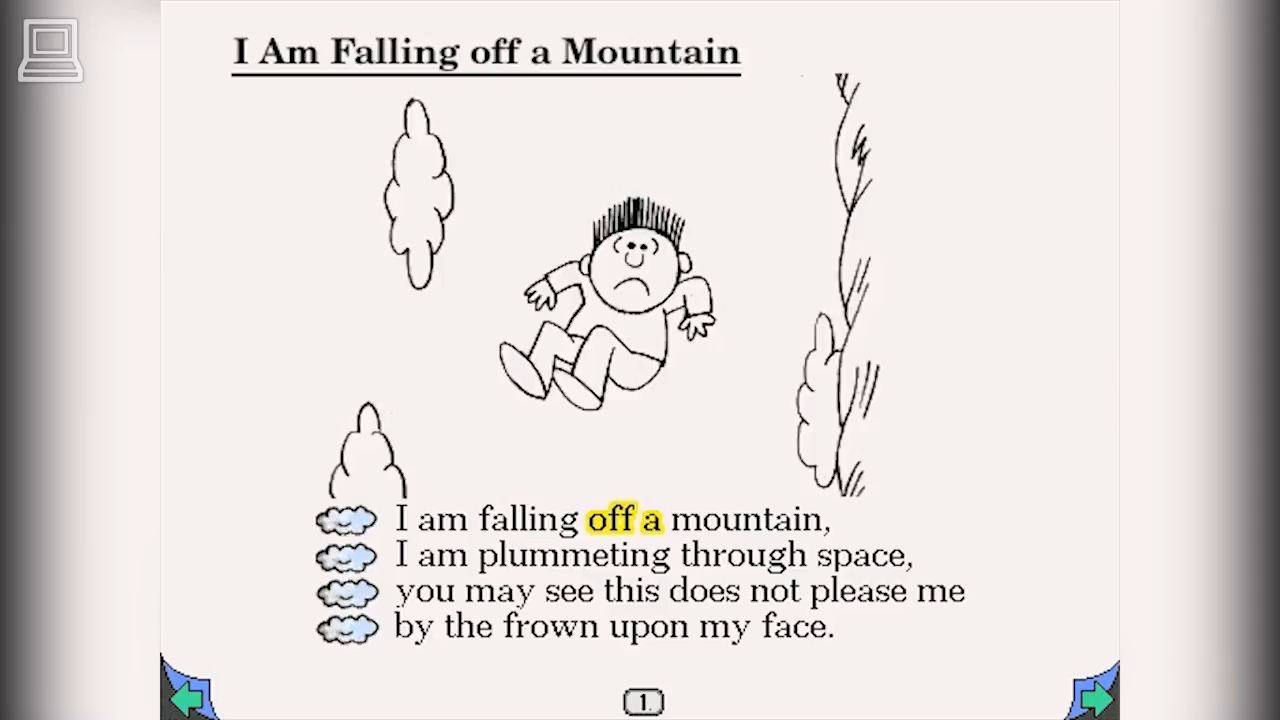 I Am Falling off a Mountain
I am falling off a mountain,
I am plummeting through space,
you may see this does not please me
by the frown upon my face.
1